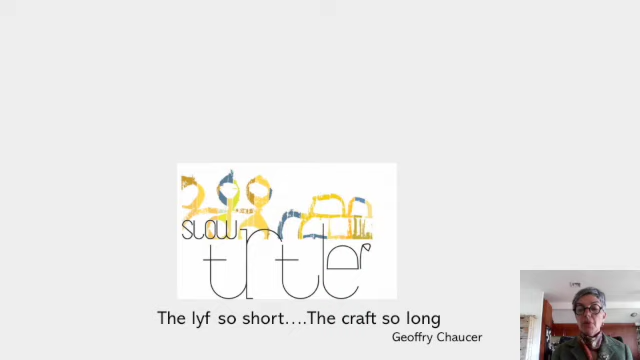 slow
turtle
The lyf so short....The craft so long
Geoffry Chaucer